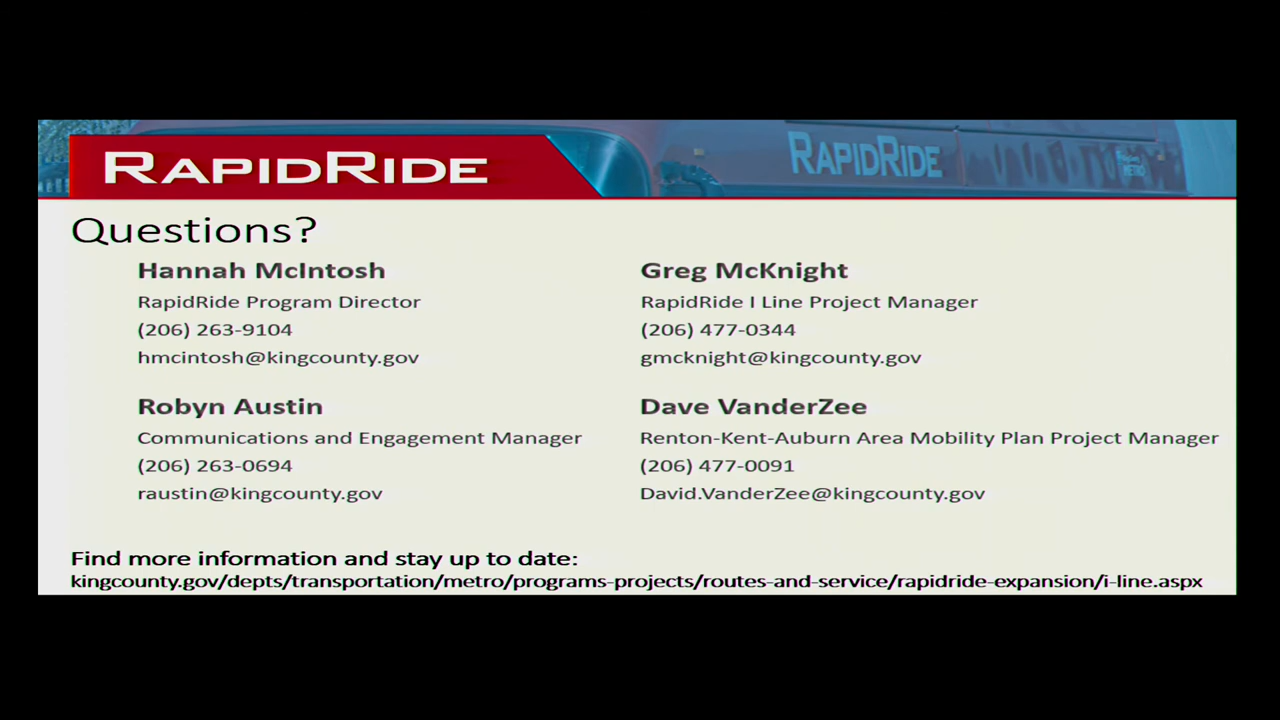 RAPIDRIDE
RAPIDRIDE
METRO
Questions?
Hannah McIntosh
RapidRide Program Director
(206) 263-9104
hmcintosh@kingcounty.gov
Greg McKnight
RapidRide I Line Project Manager
(206) 477-0344
gmcknight@kingcounty.gov
Robyn Austin
Communications and Engagement Manager
(206) 263-0694
raustin@kingcounty.gov
Dave VanderZee
Renton-Kent-Auburn Area Mobility Plan Project Manager
(206) 477-0091
David.VanderZee@kingcounty.gov
Find more information and stay up to date:
kingcounty.gov/depts/transportation/metro/programs-projects/routes-and-service/rapidride-expansion/i-line.aspx